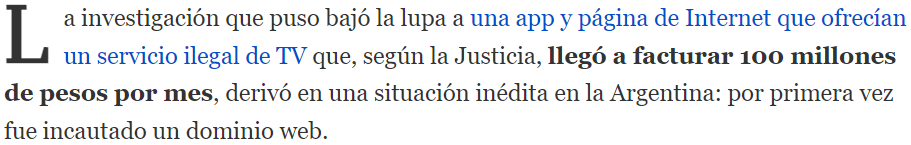 La investigación que puso bajó la lupa a una app y página de Internet que ofrecían
un servicio ilegal de TV que, según la Justicia, llegó a facturar 100 millones
de pesos por mes, derivó en una situación inédita en la Argentina: por primera vez
fue incautado un dominio web.